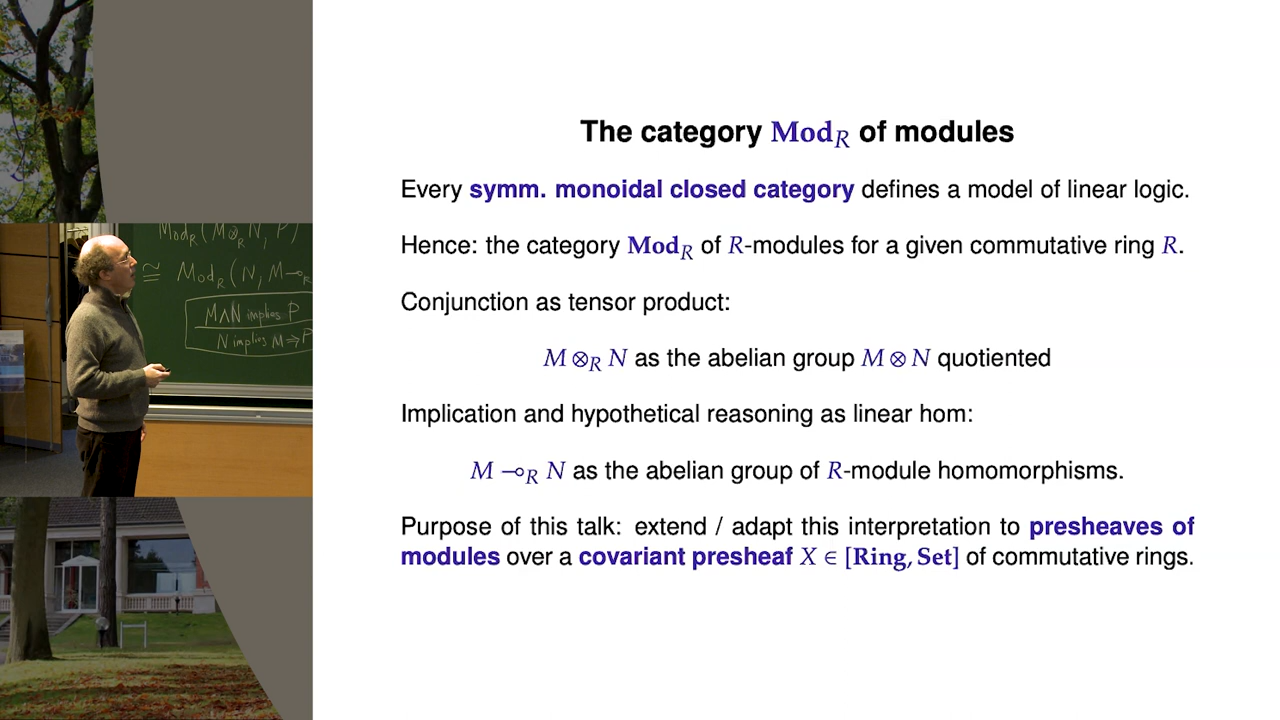 The category Mod_R of modules
Every symm. monoidal closed category defines a model of linear logic.
Hence: the category Mod_R of R-modules for a given commutative ring R.
Conjunction as tensor product:
M ⊗_R N as the abelian group M ⊗ N quotiented
Implication and hypothetical reasoning as linear hom:
M ⊸_R N as the abelian group of R-module homomorphisms.
Purpose of this talk: extend / adapt this interpretation to presheaves of
modules over a covariant presheaf X ∈ [Ring, Set] of commutative rings.
Mod_R (M ⊗_R N, P)
≅ Mod_R (N, M ⊸_R
M ∧ N implies P
N implies M ⇒ P